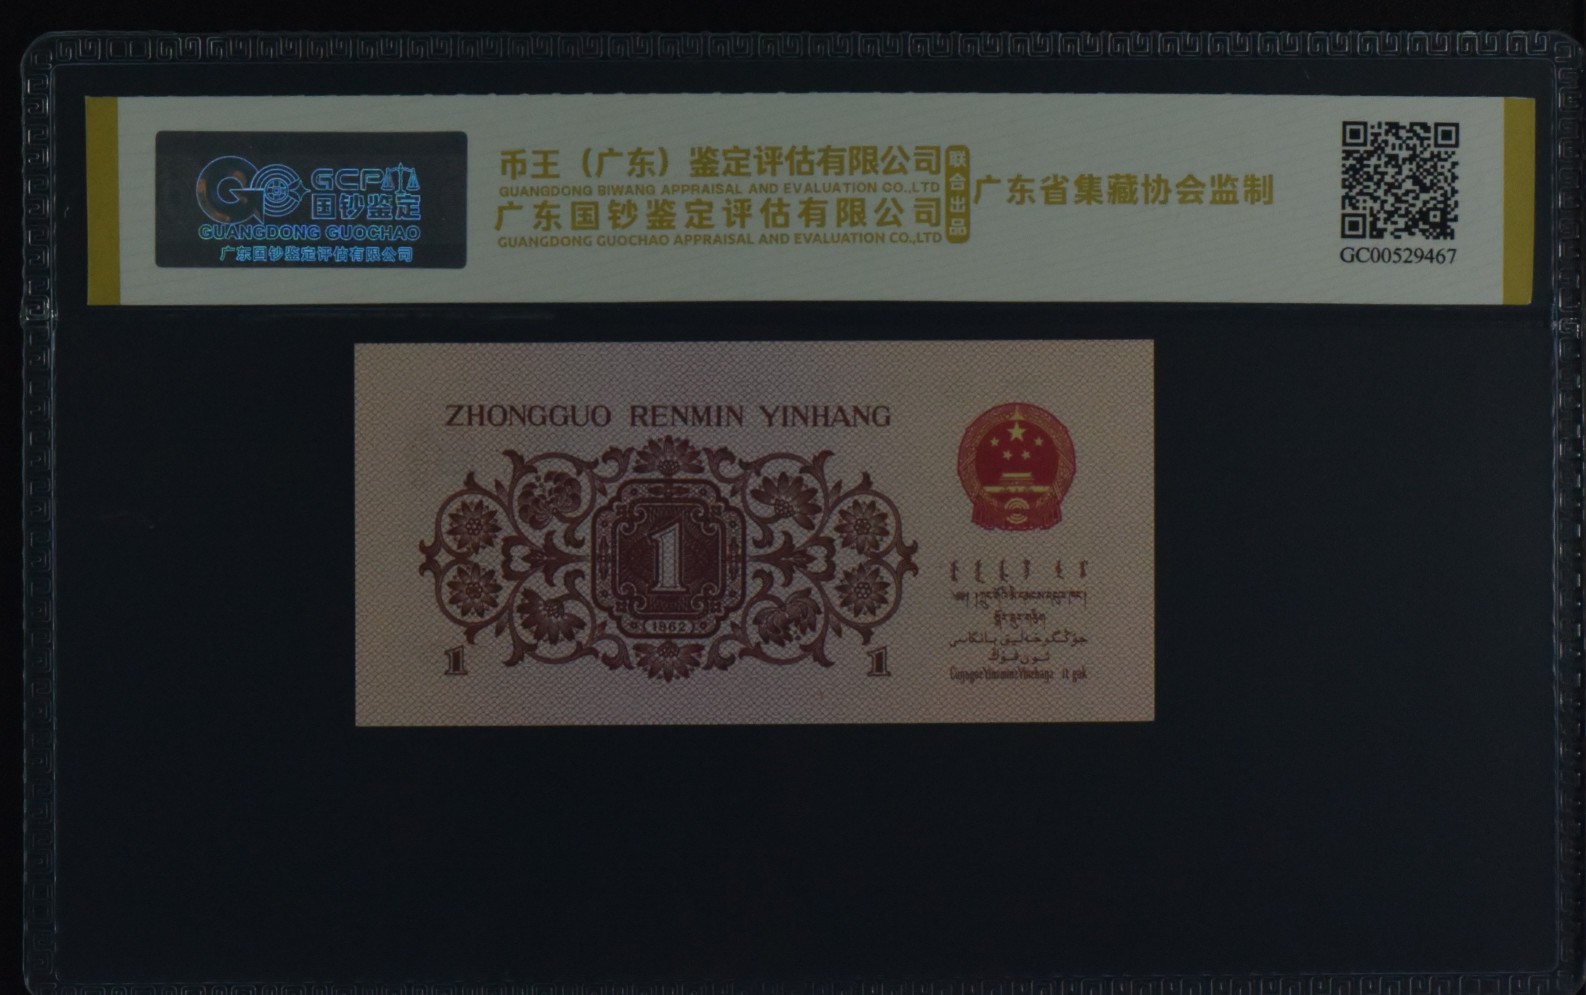 GCP
国钞鉴定
GUANGDONG GUOCHAO
广东国钞鉴定评估有限公司
币王（广东）鉴定评估有限公司
GUANGDONG BIWANG APPRAISAL AND EVALUATION CO.,LTD
广东国钞鉴定评估有限公司
GUANGDONG GUOCHAO APPRAISAL AND EVALUATION CO.,LTD
联合出品
广东省集藏协会监制
GC00529467
ZHONGGUO RENMIN YINHANG
1
1962
1 1